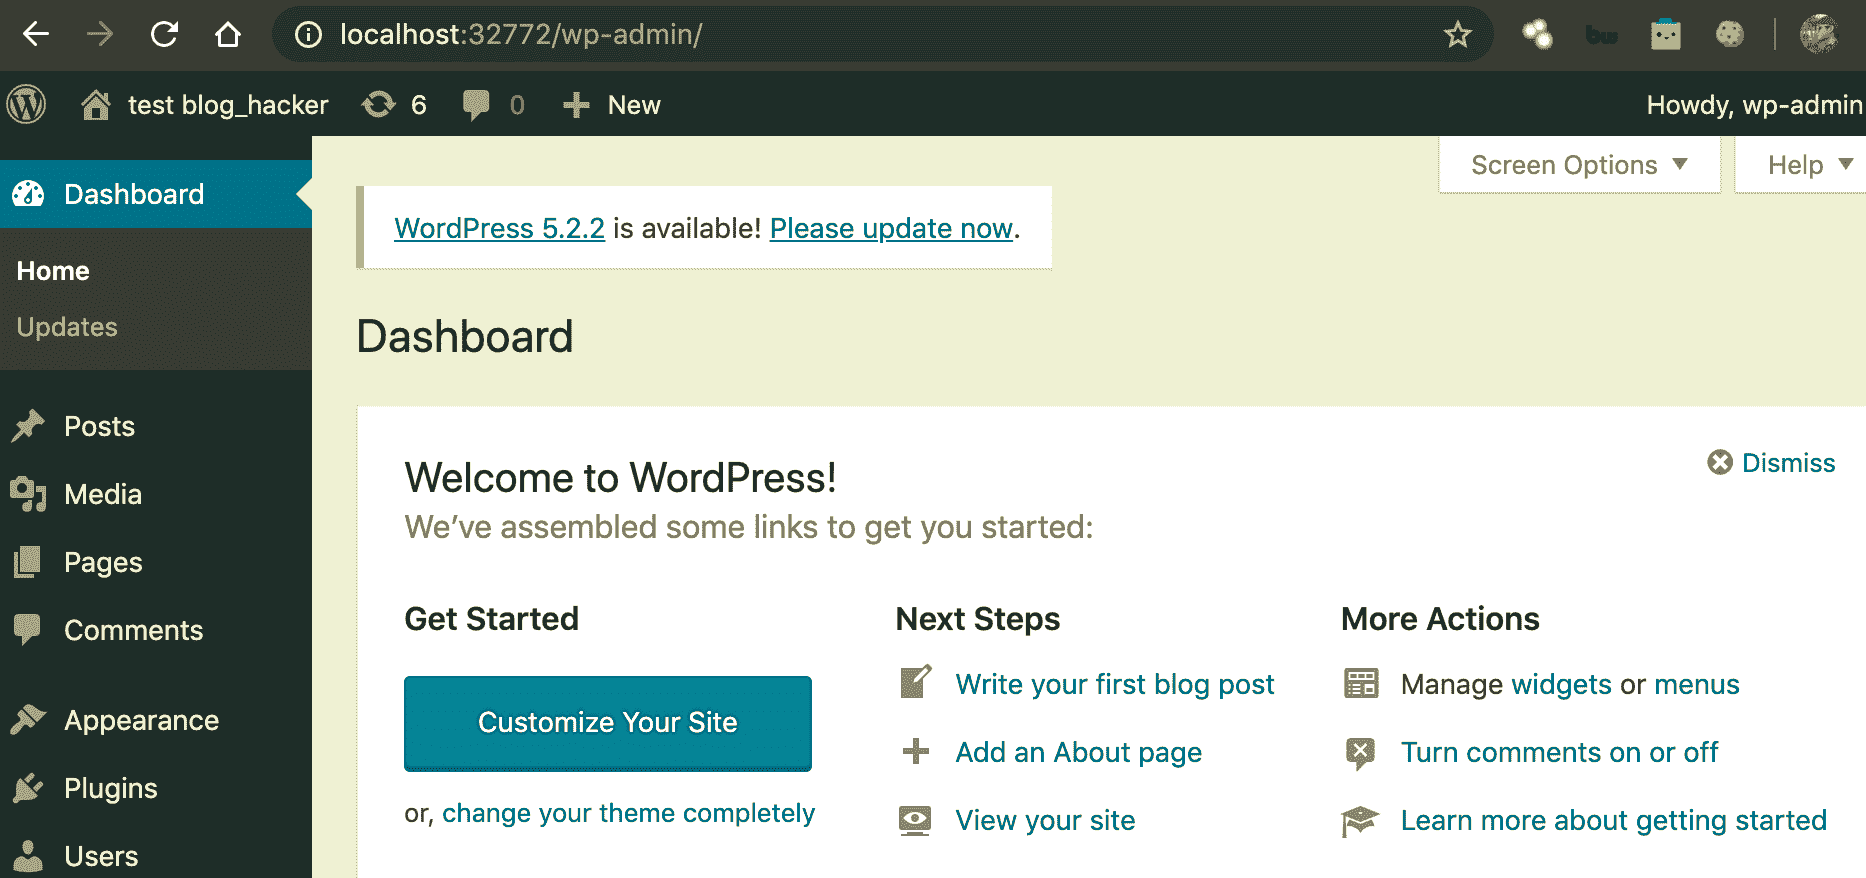 localhost:32772/wp-admin/
bw
test blog_hacker 6 0 New Howdy, wp-admin
Screen Options Help
Dashboard
Home
Updates
Posts
Media
Pages
Comments
Appearance
Plugins
Users
WordPress 5.2.2 is available! Please update now.
Dashboard
Welcome to WordPress!
Dismiss
We’ve assembled some links to get you started:
Get Started
Customize Your Site
or, change your theme completely
Next Steps
Write your first blog post
Add an About page
View your site
More Actions
Manage widgets or menus
Turn comments on or off
Learn more about getting started